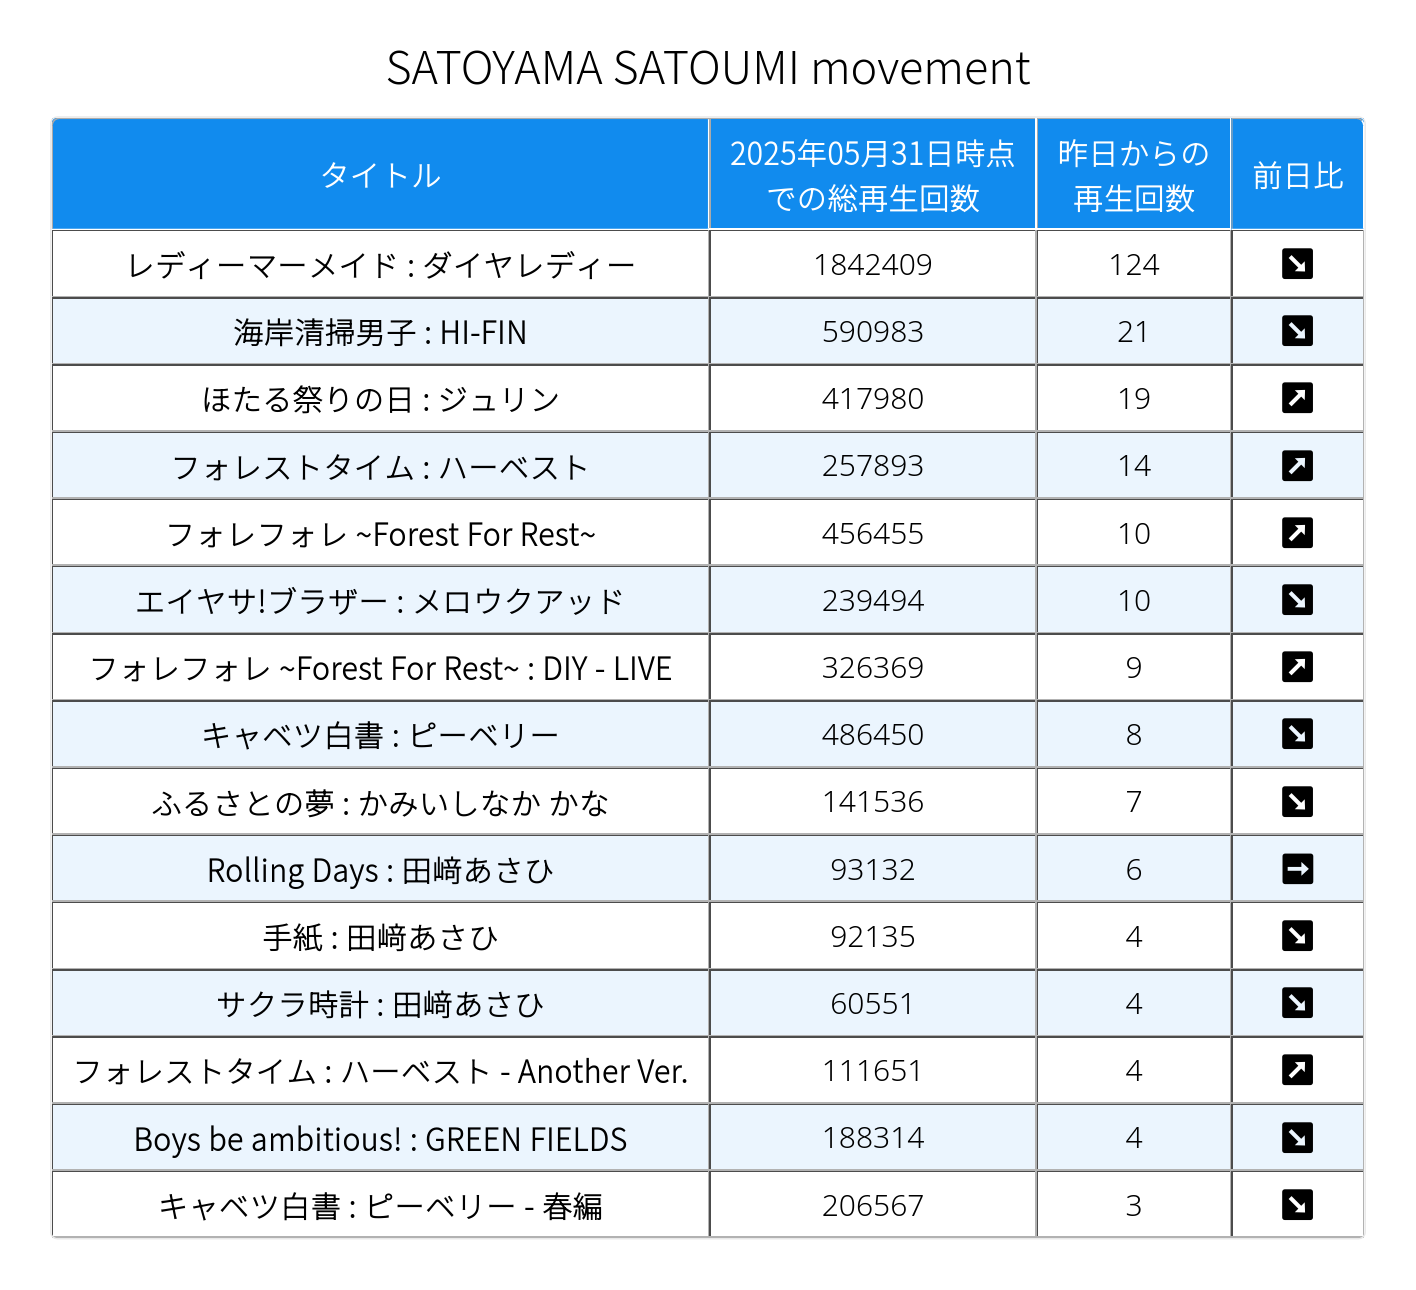 SATOYAMA SATOUMI movement
タイトル 2025年05月31日時点での総再生回数 昨日からの再生回数 前日比
レディーマーメイド : ダイヤレディー 1842409 124 ↘
海岸清掃男子 : HI-FIN 590983 21 ↘
ほたる祭りの日 : ジュリン 417980 19 ↗
フォレストタイム : ハーベスト 257893 14 ↗
フォレフォレ ~Forest For Rest~ 456455 10 ↗
エイヤサ!ブラザー : メロウクアッド 239494 10 ↘
フォレフォレ ~Forest For Rest~ : DIY - LIVE 326369 9 ↗
キャベツ白書 : ピーベリー 486450 8 ↘
ふるさとの夢 : かみいしなか かな 141536 7 ↘
Rolling Days : 田﨑あさひ 93132 6 →
手紙 : 田﨑あさひ 92135 4 ↘
サクラ時計 : 田﨑あさひ 60551 4 ↘
フォレストタイム : ハーベスト - Another Ver. 111651 4 ↗
Boys be ambitious! : GREEN FIELDS 188314 4 ↘
キャベツ白書 : ピーベリー - 春編 206567 3 ↘